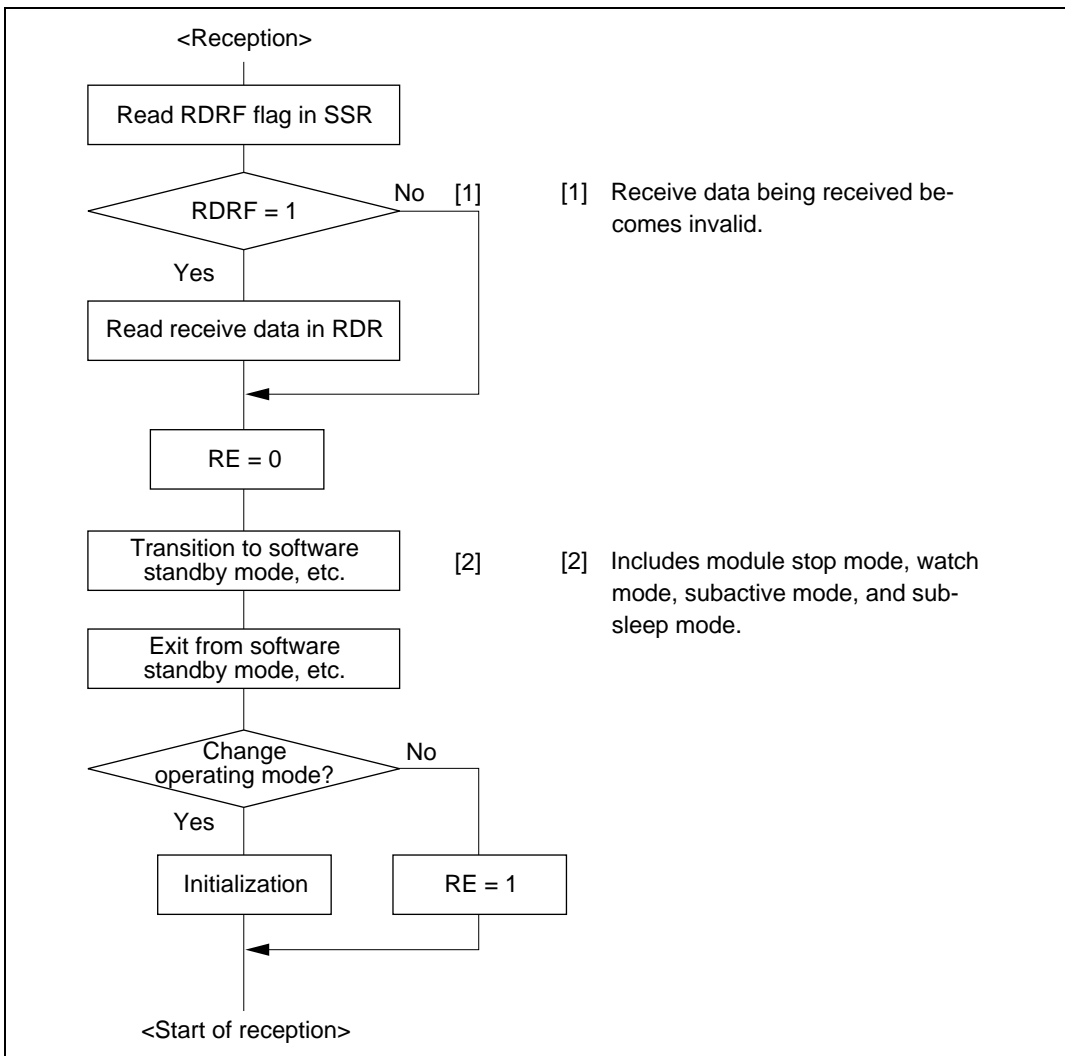 <Reception>
Read RDRF flag in SSR
No [1]
[1] Receive data being received be-
comes invalid.
RDRF = 1
Yes
Read receive data in RDR
RE = 0
Transition to software
standby mode, etc.
[2]
[2] Includes module stop mode, watch
mode, subactive mode, and sub-
sleep mode.
Exit from software
standby mode, etc.
Change
operating mode?
No
Yes
Initialization
RE = 1
<Start of reception>